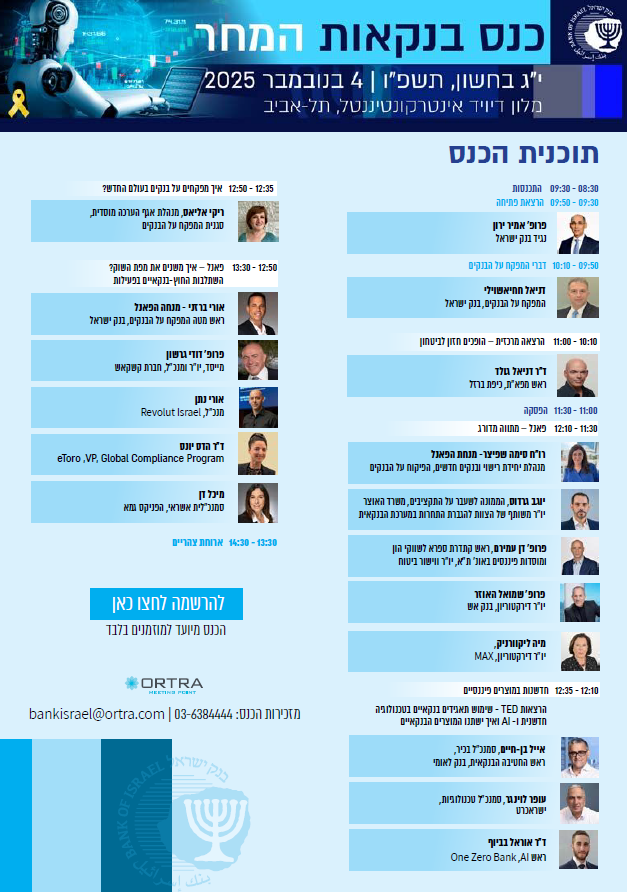 כנס בנקאות המחר
י"ג בחשון, תשפ"ו | 4 בנובמבר 2025
מלון דיויד אינטרקונטיננטל, תל-אביב
תוכנית הכנס
09:30 - 08:30 התכנסות
09:50 - 09:30 הרצאת פתיחה
פרופ' אמיר ירון
נגיד בנק ישראל
10:10 - 09:50 דברי המפקח על הבנקים
דניאל חחיאשוילי
המפקח על הבנקים, בנק ישראל
11:00 - 10:10 הרצאה מרכזית – הופכים חזון לביטחון
ד"ר דניאל גולד
ראש מפא"ת, כיפת ברזל
11:30 - 11:00 הפסקה
12:10 - 11:30 פאנל – מתווה מדורג
רו"ח סימה שפיצר- מנחת הפאנל
מנהלת יחידת רישוי ובנקים חדשים, הפיקוח על הבנקים
יוגב גרדוס, הממונה לשעבר על התקציבים, משרד האוצר
יו"ר משותף של הצוות להגברת התחרות במערכת הבנקאית
פרופ' דן עמירם, ראש קתדרת ספרא לשווקי הון
ומוסדות פיננסים באונ' ת"א, יו"ר ווישור ביטוח
פרופ' שמואל האוזר
יו"ר דירקטוריון, בנק אש
מיה ליקוורניק,
יו"ר דירקטוריון, MAX
12:35 - 12:10 חדשנות במוצרים פיננסיים
הרצאות TED - שימוש תאגידים בנקאיים בטכנולוגיה
חדשנית ו- AI ואיך ישתנו המוצרים הבנקאיים
אייל בן-חיים, סמנכ"ל בכיר,
ראש החטיבה הבנקאית, בנק לאומי
עופר לוינגר, סמנכ"ל טכנולוגיות,
ישראכרט
ד"ר אוראל בביוף
ראש AI, One Zero Bank
12:50 - 12:35 איך מפקחים על בנקים בעולם החדש?
ריקי אליאס, מנהלת אגף הערכה מוסדית,
סגנית המפקח על הבנקים
13:30 - 12:50 פאנל – איך משנים את מפת השוק?
השתלבות החוץ-בנקאיים בפעילות
אורי ברזני - מנחה הפאנל
ראש מטה המפקח על הבנקים, בנק ישראל
פרופ' דודי גרשון
מייסד, יו"ר ומנכ"ל, חברת קשקאש
אורי נתן
מנכ"ל, Revolut Israel
ד"ר הדס יונס
eToro ,VP, Global Compliance Program
מיכל דן
סמנכ"לית אשראי, הפניקס גמא
14:30 - 13:30 ארוחת צהריים
להרשמה לחצו כאן
הכנס מיועד למוזמנים בלבד
ORTRA
MEETING POINT
מזכירות הכנס: 03-6384444 | bankisrael@ortra.com
בנק ישראל
BANK OF ISRAEL